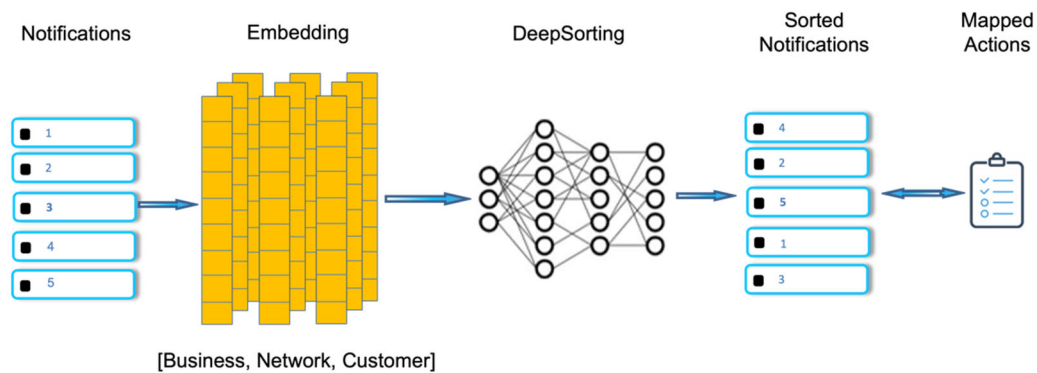 Notifications
Embedding
DeepSorting
Sorted
Notifications
Mapped
Actions
1
2
3
4
5
4
2
5
1
3
[Business, Network, Customer]